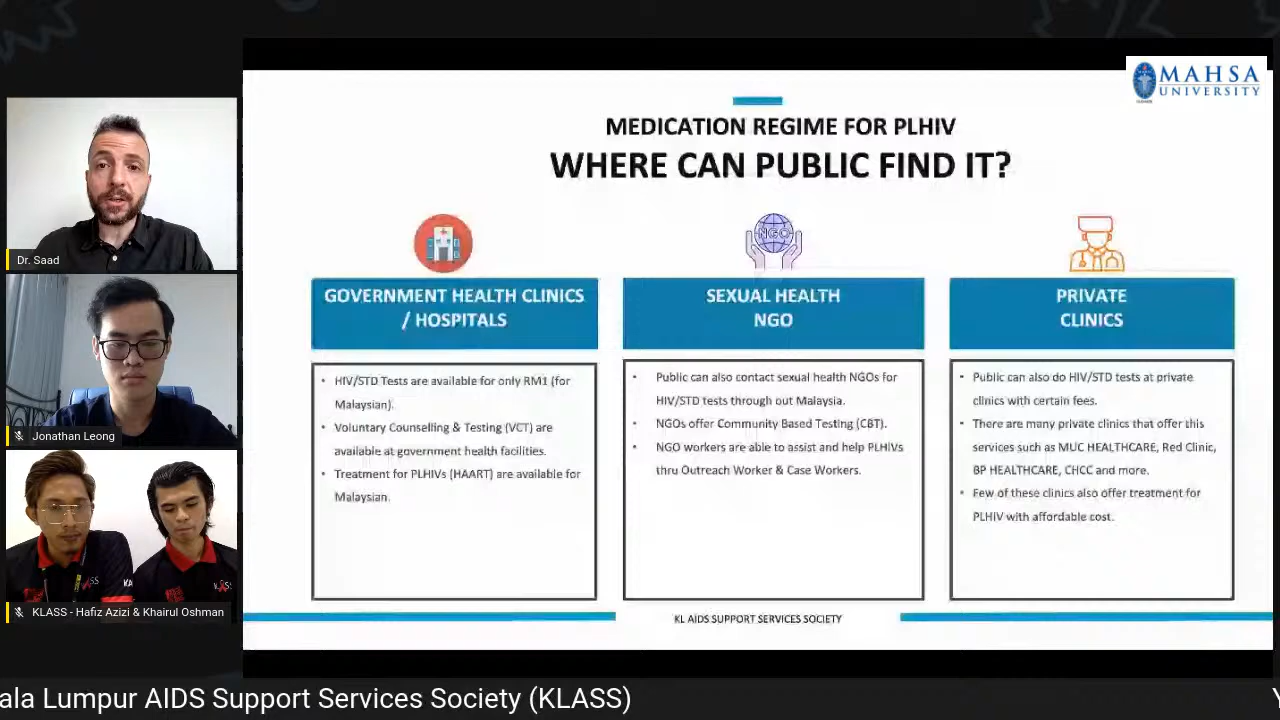 MAHSA
UNIVERSITY
MEDICATION REGIME FOR PLHIV
WHERE CAN PUBLIC FIND IT?
NGO
GOVERNMENT HEALTH CLINICS
/ HOSPITALS
• HIV/STD Tests are available for only RM1 (for
Malaysian).
• Voluntary Counselling & Testing (VCT) are
available at government health facilities.
• Treatment for PLHIVs (HAART) are available for
Malaysian.
SEXUAL HEALTH
NGO
• Public can also contact sexual health NGOs for
HIV/STD tests through out Malaysia.
• NGOs offer Community Based Testing (CBT).
• NGO workers are able to assist and help PLHIVs
thru Outreach Worker & Case Workers.
PRIVATE
CLINICS
• Public can also do HIV/STD tests at private
clinics with certain fees.
• There are many private clinics that offer this
services such as MUC HEALTHCARE, Red Clinic,
BP HEALTHCARE, CHCC and more.
• Few of these clinics also offer treatment for
PLHIV with affordable cost.
KL AIDS SUPPORT SERVICES SOCIETY
Dr. Saad
Jonathan Leong
KLASS - Hafiz Azizi & Khairul Oshman
ala Lumpur AIDS Support Services Society (KLASS)